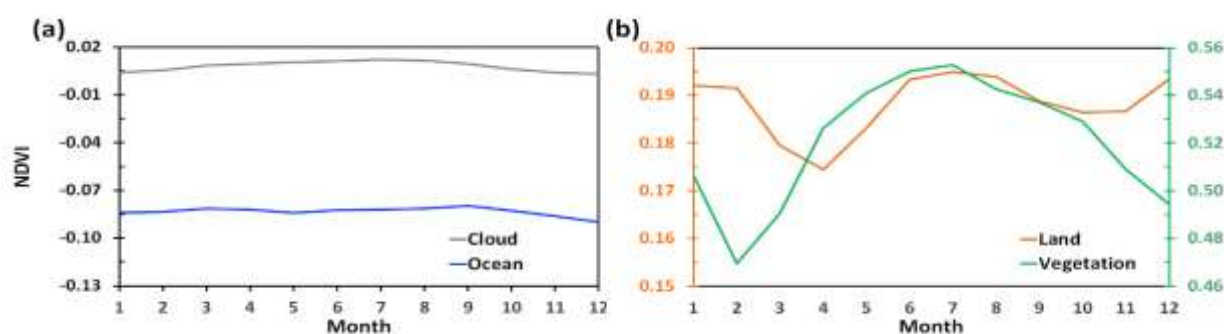 (a)
0.02
-0.01
-0.04
-0.07
-0.10
-0.13
NDVI
Cloud
Ocean
1 2 3 4 5 6 7 8 9 10 11 12
Month
(b)
0.20
0.19
0.18
0.17
0.16
0.15
0.56
0.54
0.52
0.50
0.48
0.46
Land
Vegetation
1 2 3 4 5 6 7 8 9 10 11 12
Month